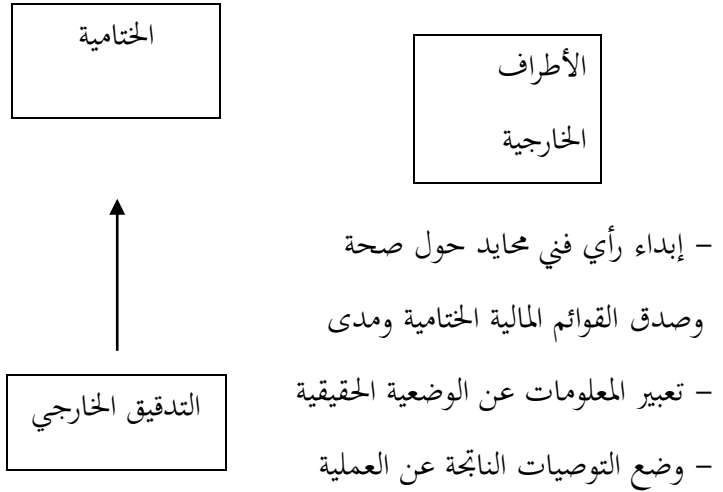 الختامية
الأطراف
الخارجية
– إبداء رأي فني محايد حول صحة
وصدق القوائم المالية الختامية ومدى
– تعبير المعلومات عن الوضعية الحقيقية
– وضع التوصيات الناتجة عن العملية
التدقيق الخارجي